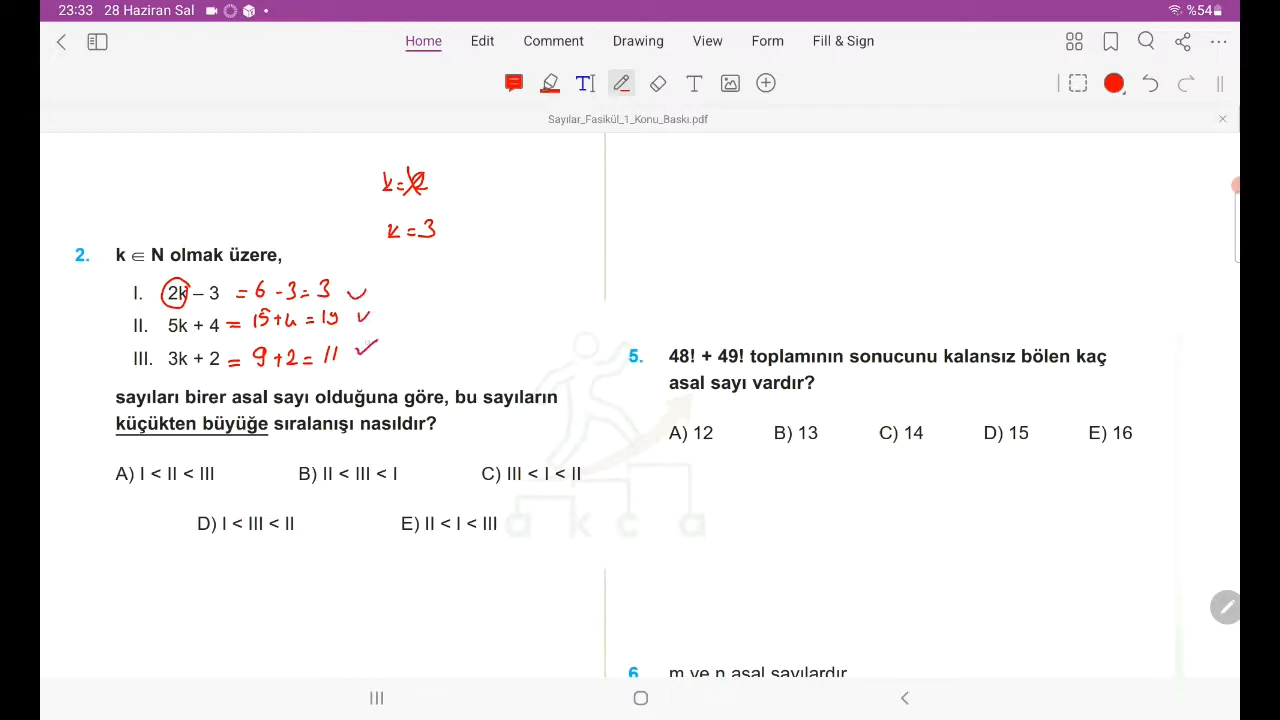 23:33 28 Haziran Sal
%54
Home Edit Comment Drawing View Form Fill & Sign
Sayılar_Fasikül_1_Konu_Baskı.pdf
k=3
2. k ∈ N olmak üzere,
I. 2k – 3 = 6 - 3 = 3
II. 5k + 4 = 15 + 4 = 19
III. 3k + 2 = 9 + 2 = 11
sayıları birer asal sayı olduğuna göre, bu sayıların
küçükten büyüğe sıralanışı nasıldır?
A) I < II < III B) II < III < I C) III < I < II
D) I < III < II E) II < I < III
5. 48! + 49! toplamının sonucunu kalansız bölen kaç
asal sayı vardır?
A) 12 B) 13 C) 14 D) 15 E) 16
akca
6. m ve n asal sayılardır